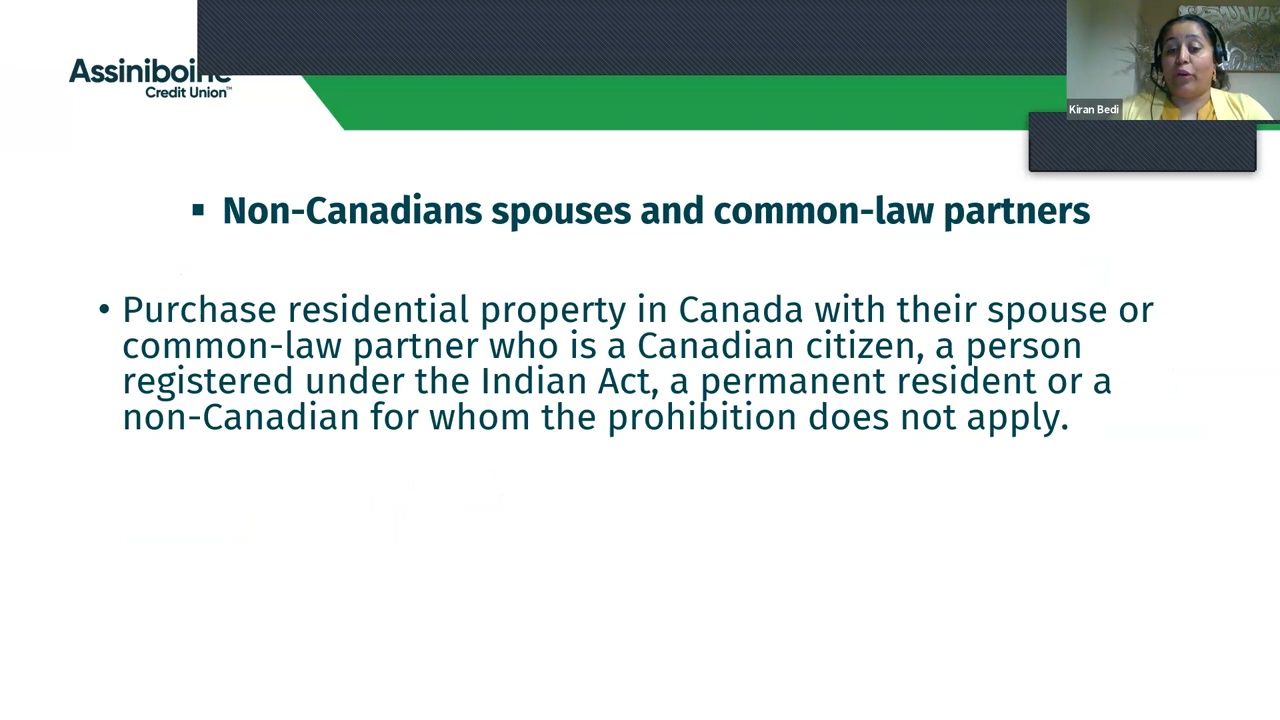 Assiniboine
Credit Union™
Kiran Bedi
▪ Non-Canadians spouses and common-law partners
• Purchase residential property in Canada with their spouse or
common-law partner who is a Canadian citizen, a person
registered under the Indian Act, a permanent resident or a
non-Canadian for whom the prohibition does not apply.